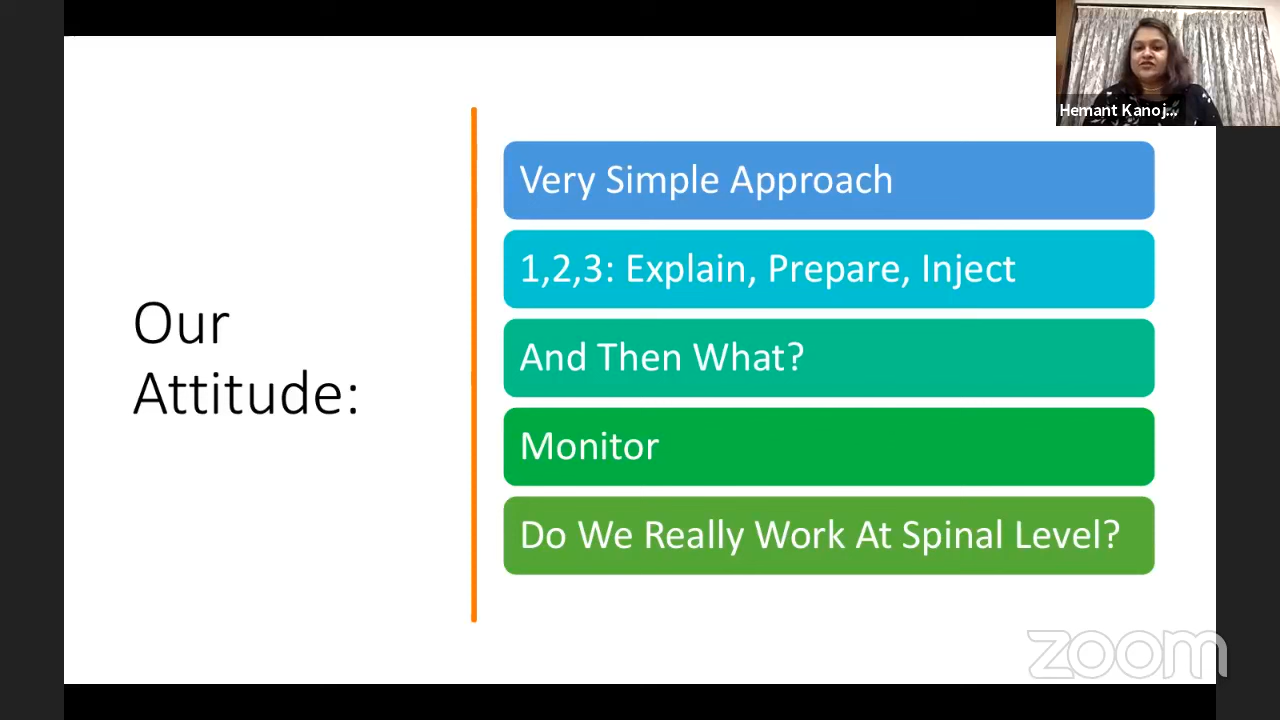 Hemant Kanoj...
Our
Attitude:
Very Simple Approach
1,2,3: Explain, Prepare, Inject
And Then What?
Monitor
Do We Really Work At Spinal Level?
zoom